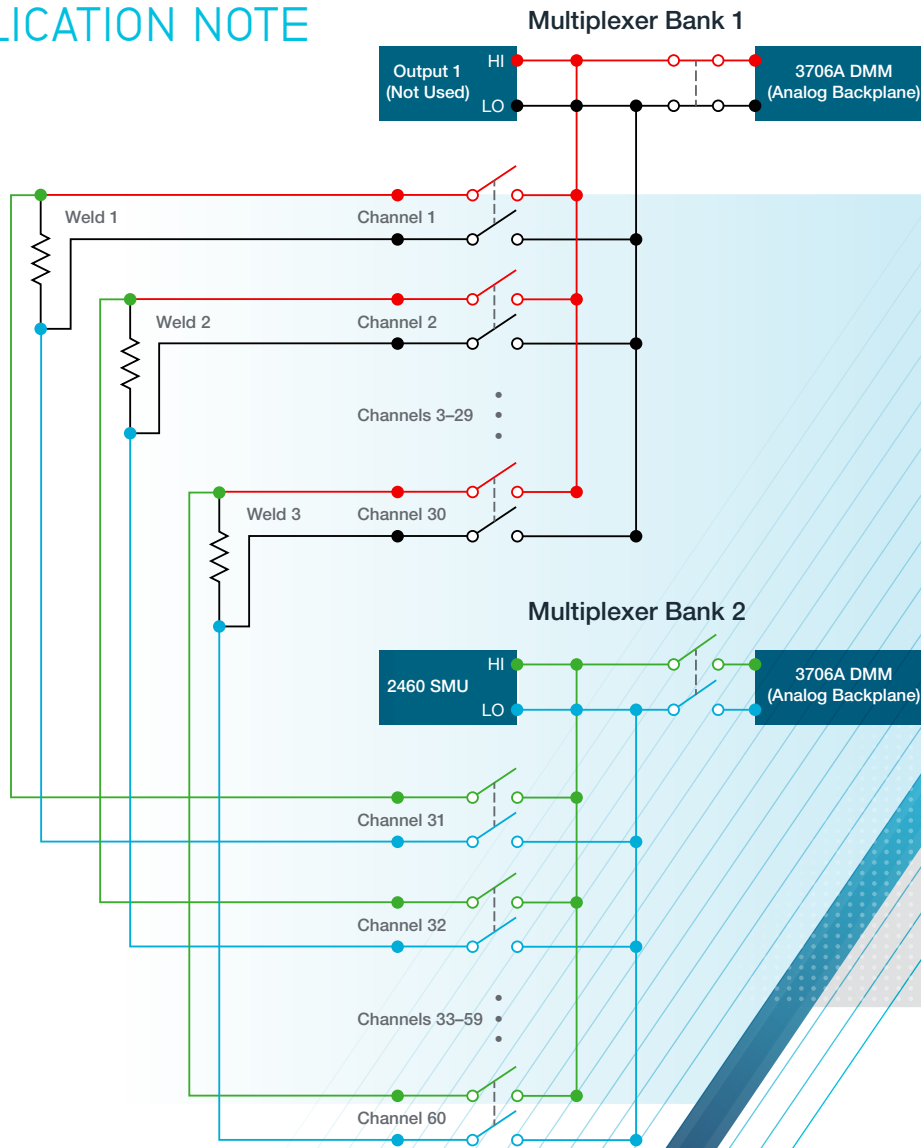 LICATION NOTE
Multiplexer Bank 1
Output 1
(Not Used)
HI
LO
3706A DMM
(Analog Backplane)
Weld 1
Channel 1
Weld 2
Channel 2
Channels 3–29
Weld 3
Channel 30
Multiplexer Bank 2
2460 SMU
HI
LO
3706A DMM
(Analog Backplane)
Channel 31
Channel 32
Channels 33–59
Channel 60